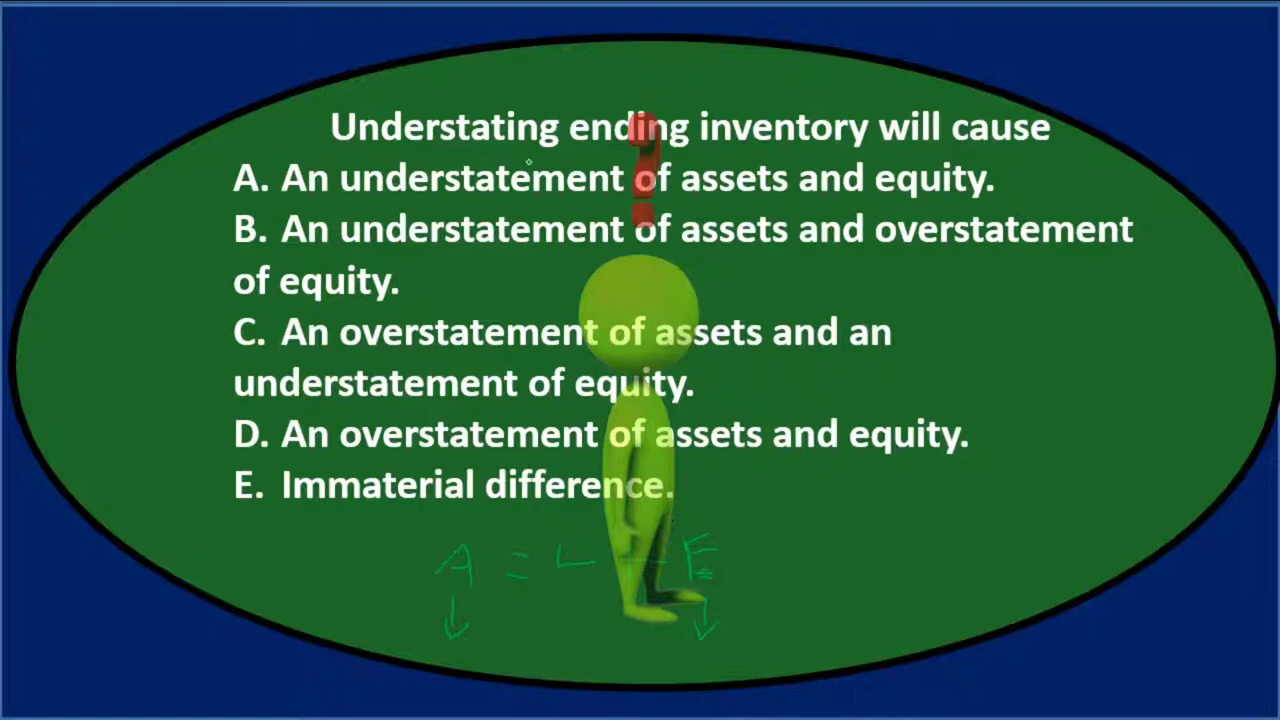 Understating ending inventory will cause
A. An understatement of assets and equity.
B. An understatement of assets and overstatement
of equity.
C. An overstatement of assets and an
understatement of equity.
D. An overstatement of assets and equity.
E. Immaterial difference.
A = L + E
↓ ↓